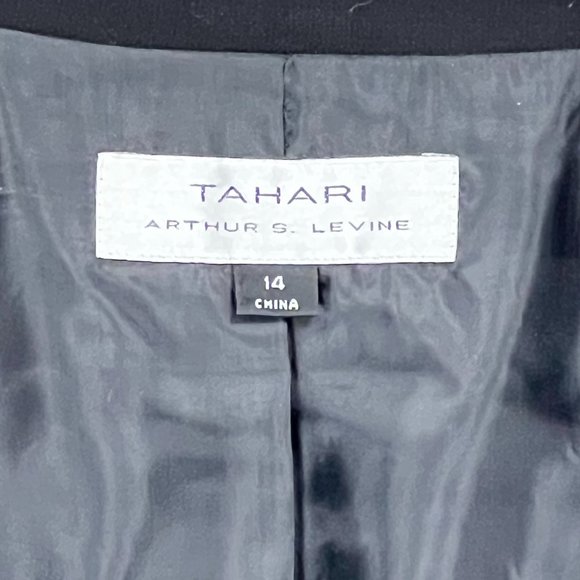 TAHARI
ARTHUR S. LEVINE
14
CHINA